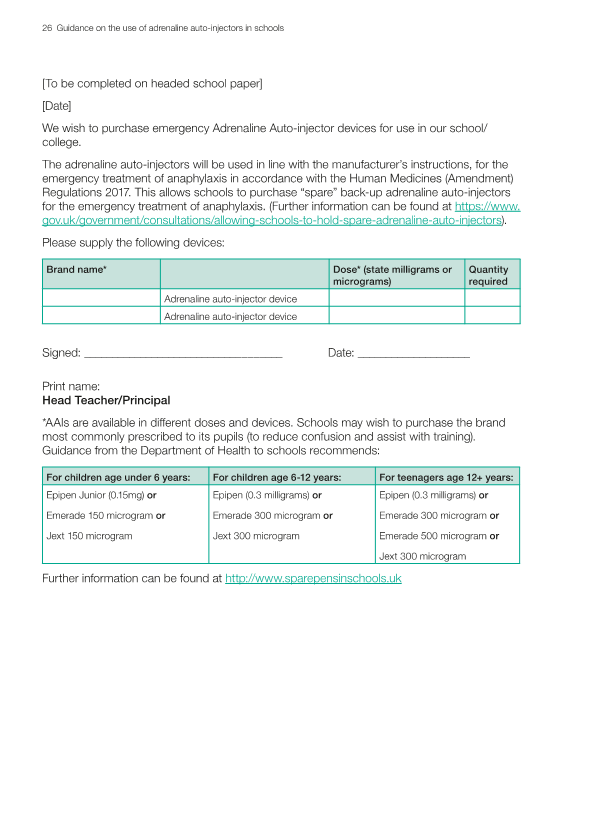 26 Guidance on the use of adrenaline auto-injectors in schools
[To be completed on headed school paper]
[Date]
We wish to purchase emergency Adrenaline Auto-injector devices for use in our school/
college.
The adrenaline auto-injectors will be used in line with the manufacturer's instructions, for the
emergency treatment of anaphylaxis in accordance with the Human Medicines (Amendment)
Regulations 2017. This allows schools to purchase “spare” back-up adrenaline auto-injectors
for the emergency treatment of anaphylaxis. (Further information can be found at https://www.
gov.uk/government/consultations/allowing-schools-to-hold-spare-adrenaline-auto-injectors).
Please supply the following devices:
Brand name* Dose* (state milligrams or Quantity
micrograms) required
Adrenaline auto-injector device
Adrenaline auto-injector device
Signed: ________________________________ Date: __________________
Print name:
Head Teacher/Principal
*AAIs are available in different doses and devices. Schools may wish to purchase the brand
most commonly prescribed to its pupils (to reduce confusion and assist with training).
Guidance from the Department of Health to schools recommends:
For children age under 6 years: For children age 6-12 years: For teenagers age 12+ years:
Epipen Junior (0.15mg) or Epipen (0.3 milligrams) or Epipen (0.3 milligrams) or
Emerade 150 microgram or Emerade 300 microgram or Emerade 300 microgram or
Jext 150 microgram Jext 300 microgram Emerade 500 microgram or
Jext 300 microgram
Further information can be found at http://www.sparepensinschools.uk